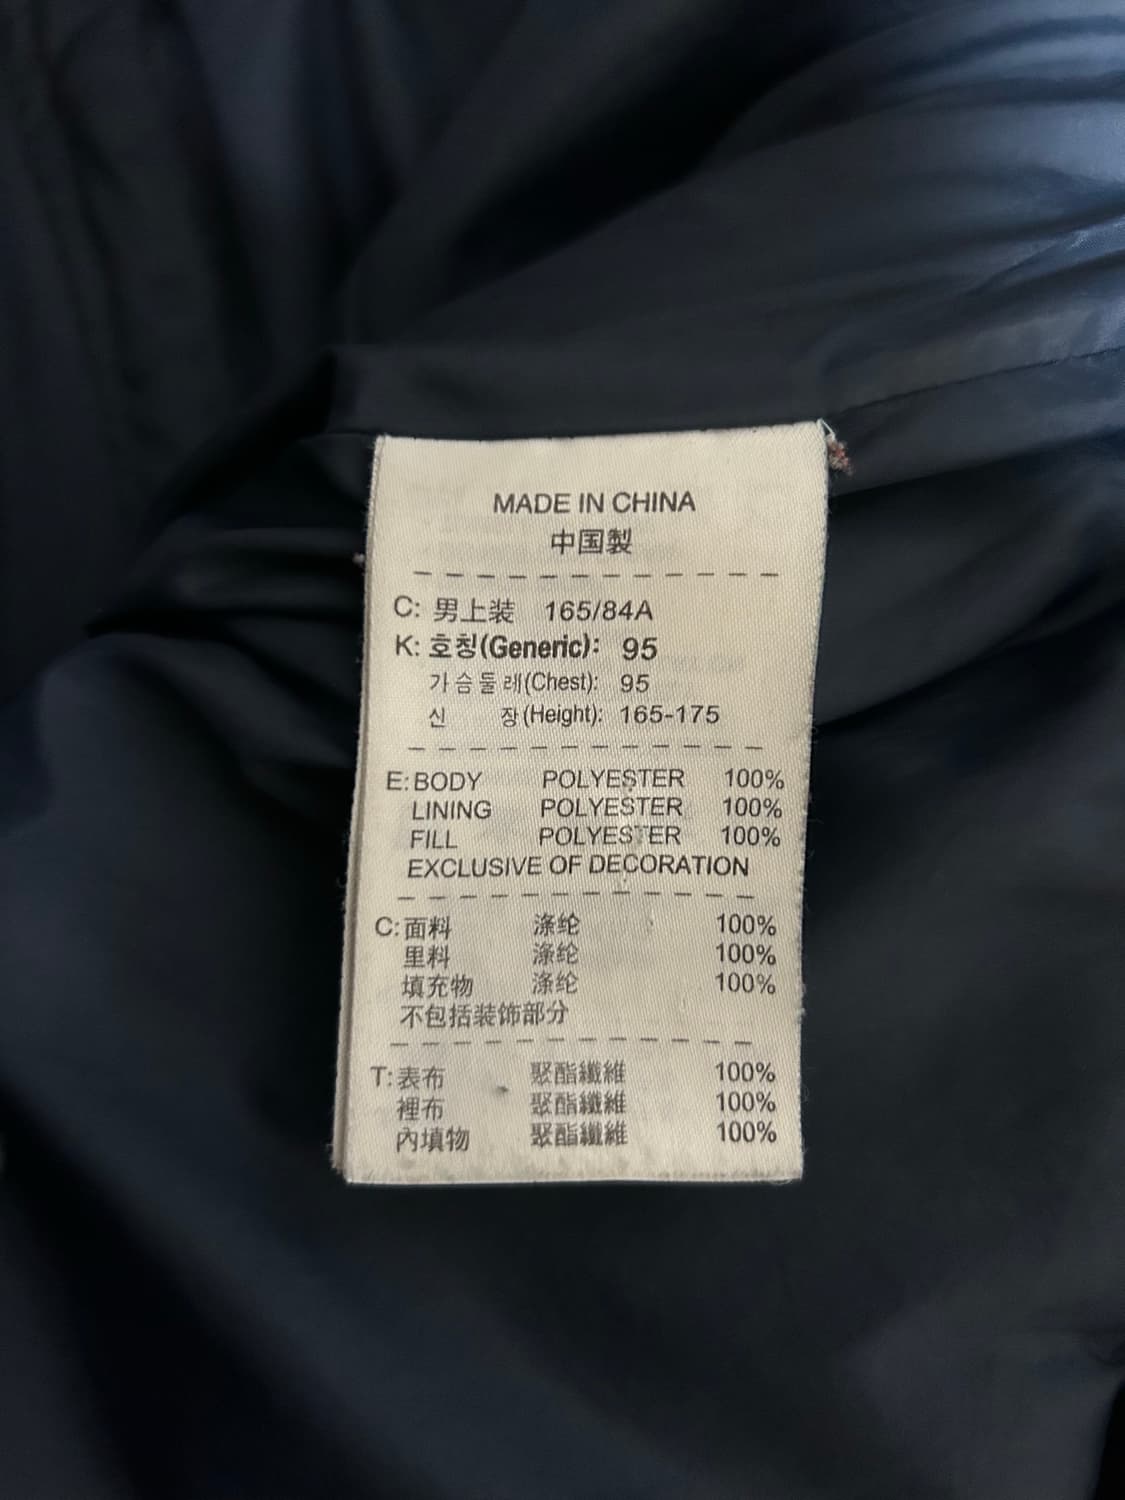 MADE IN CHINA
中国製
C: 男上装 165/84A
K: 호칭(Generic): 95
가슴둘레(Chest): 95
신 장(Height): 165-175
E: BODY POLYESTER 100%
LINING POLYESTER 100%
FILL POLYESTER 100%
EXCLUSIVE OF DECORATION
C: 面料 涤纶 100%
里料 涤纶 100%
填充物 涤纶 100%
不包括装饰部分
T: 表布 聚酯纖維 100%
裡布 聚酯纖維 100%
內填物 聚酯纖維 100%